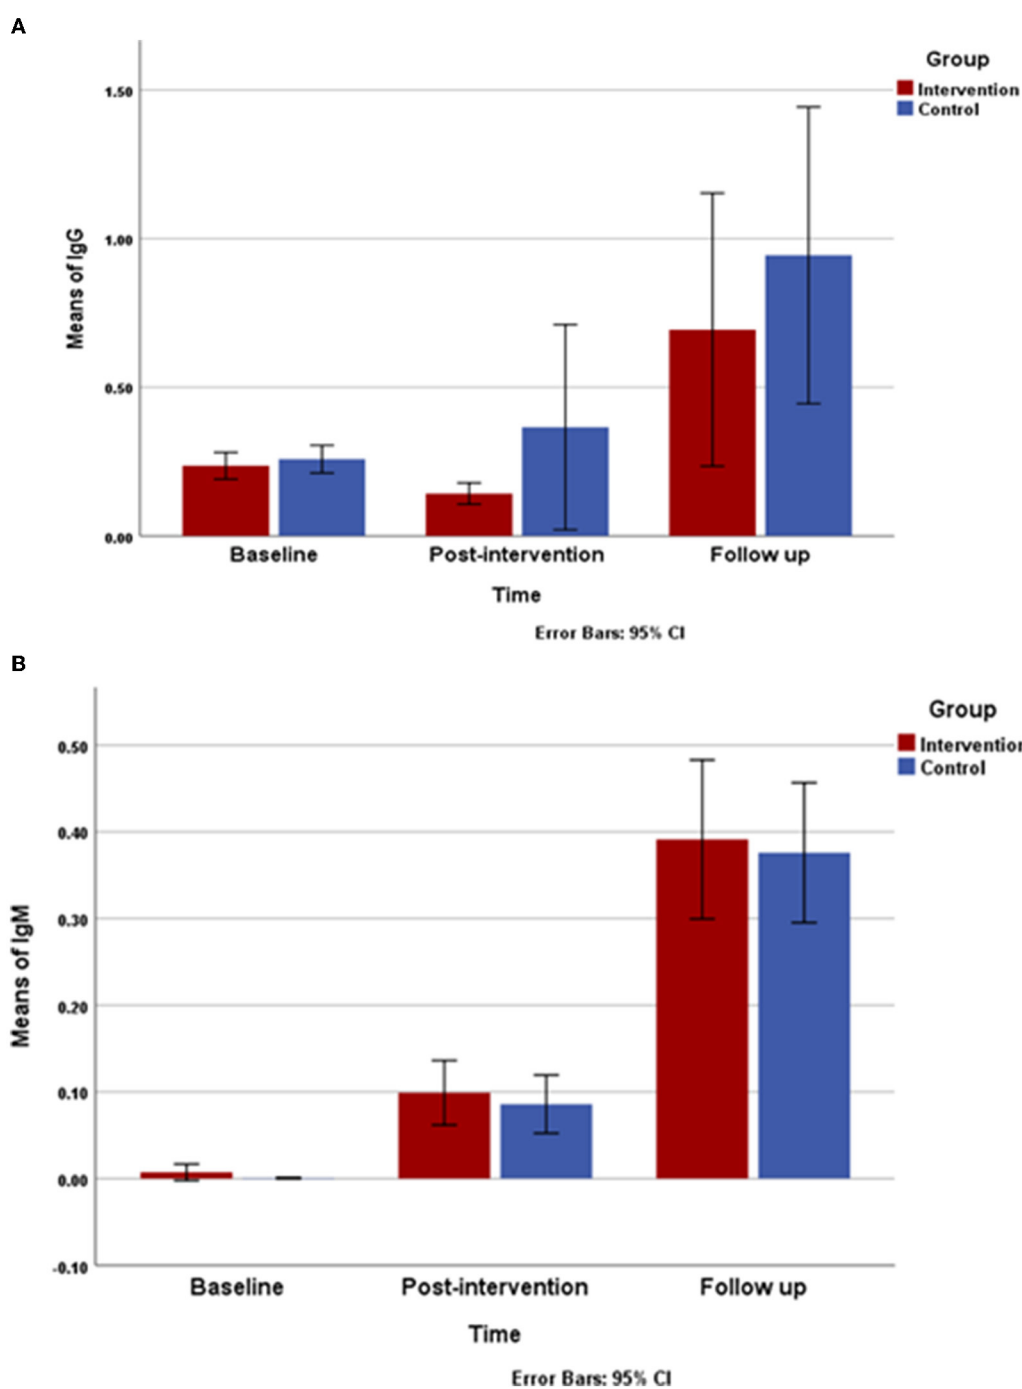 A
Group
Intervention
Control
1.50
1.00
0.50
0.00
Means of IgG
Baseline Post-intervention Follow up
Time
Error Bars: 95% CI
B
Group
Interventior
Control
0.50
0.40
0.30
0.20
0.10
0.00
-0.10
Means of IgM
Baseline Post-intervention Follow up
Time
Error Bars: 95% CI